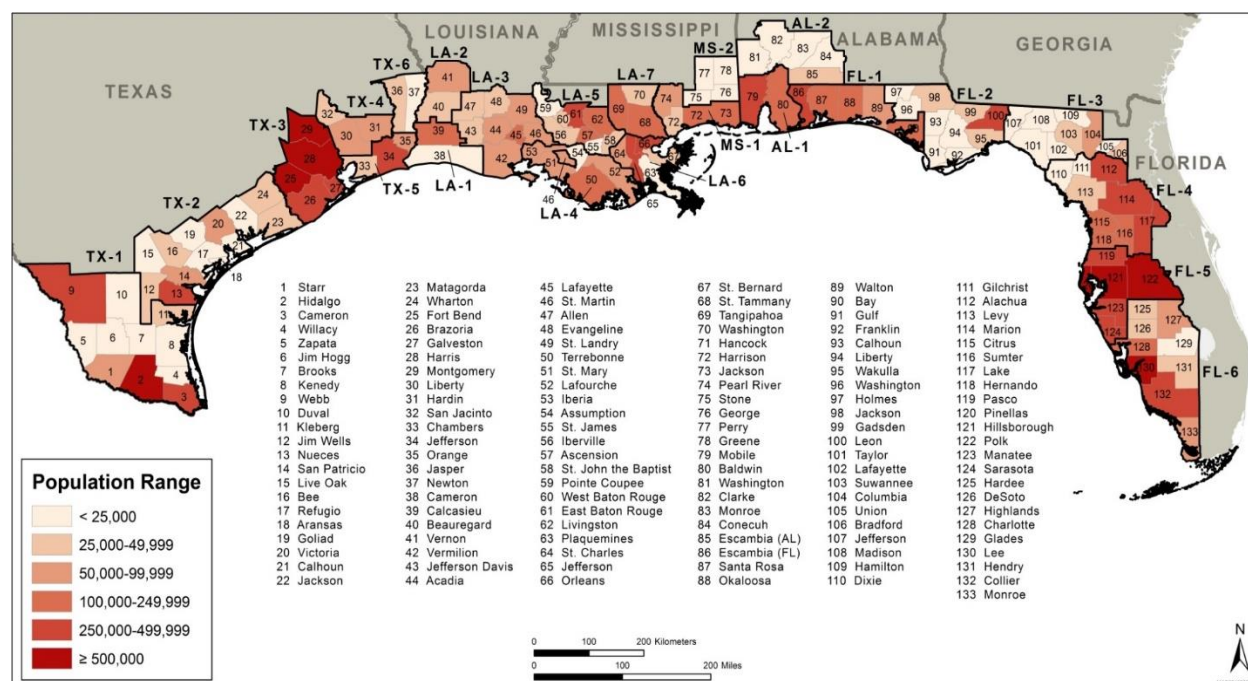 LOUISIANA
MISSISSIPPI
ALABAMA
GEORGIA
TEXAS
FLORIDA
TX-6
LA-2
LA-3
LA-5
LA-7
MS-2
AL-2
FL-1
FL-2
FL-3
TX-4
TX-3
TX-2
TX-1
TX-5
LA-1
LA-4
LA-6
MS-1
AL-1
FL-4
FL-5
FL-6
1 Starr
2 Hidalgo
3 Cameron
4 Willacy
5 Zapata
6 Jim Hogg
7 Brooks
8 Kenedy
9 Webb
10 Duval
11 Kleberg
12 Jim Wells
13 Nueces
14 San Patricio
15 Live Oak
16 Bee
17 Refugio
18 Aransas
19 Goliad
20 Victoria
21 Calhoun
22 Jackson
23 Matagorda
24 Wharton
25 Fort Bend
26 Brazoria
27 Galveston
28 Harris
29 Montgomery
30 Liberty
31 Hardin
32 San Jacinto
33 Chambers
34 Jefferson
35 Orange
36 Jasper
37 Newton
38 Cameron
39 Calcasieu
40 Beauregard
41 Vernon
42 Vermilion
43 Jefferson Davis
44 Acadia
45 Lafayette
46 St. Martin
47 Allen
48 Evangeline
49 St. Landry
50 Terrebonne
51 St. Mary
52 Lafourche
53 Iberia
54 Assumption
55 St. James
56 Iberville
57 Ascension
58 St. John the Baptist
59 Pointe Coupee
60 West Baton Rouge
61 East Baton Rouge
62 Livingston
63 Plaquemines
64 St. Charles
65 Jefferson
66 Orleans
67 St. Bernard
68 St. Tammany
69 Tangipahoa
70 Washington
71 Hancock
72 Harrison
73 Jackson
74 Pearl River
75 Stone
76 George
77 Perry
78 Greene
79 Mobile
80 Baldwin
81 Washington
82 Clarke
83 Monroe
84 Conecuh
85 Escambia (AL)
86 Escambia (FL)
87 Santa Rosa
88 Okaloosa
89 Walton
90 Bay
91 Gulf
92 Franklin
93 Calhoun
94 Liberty
95 Wakulla
96 Washington
97 Holmes
98 Jackson
99 Gadsden
100 Leon
101 Taylor
102 Lafayette
103 Suwannee
104 Columbia
105 Union
106 Bradford
107 Jefferson
108 Madison
109 Hamilton
110 Dixie
111 Gilchrist
112 Alachua
113 Levy
114 Marion
115 Citrus
116 Sumter
117 Lake
118 Hernando
119 Pasco
120 Pinellas
121 Hillsborough
122 Polk
123 Manatee
124 Sarasota
125 Hardee
126 DeSoto
127 Highlands
128 Charlotte
129 Glades
130 Lee
131 Hendry
132 Collier
133 Monroe
Population Range
< 25,000
25,000-49,999
50,000-99,999
100,000-249,999
250,000-499,999
≥ 500,000
0 100 200 Kilometers
0 100 200 Miles
N